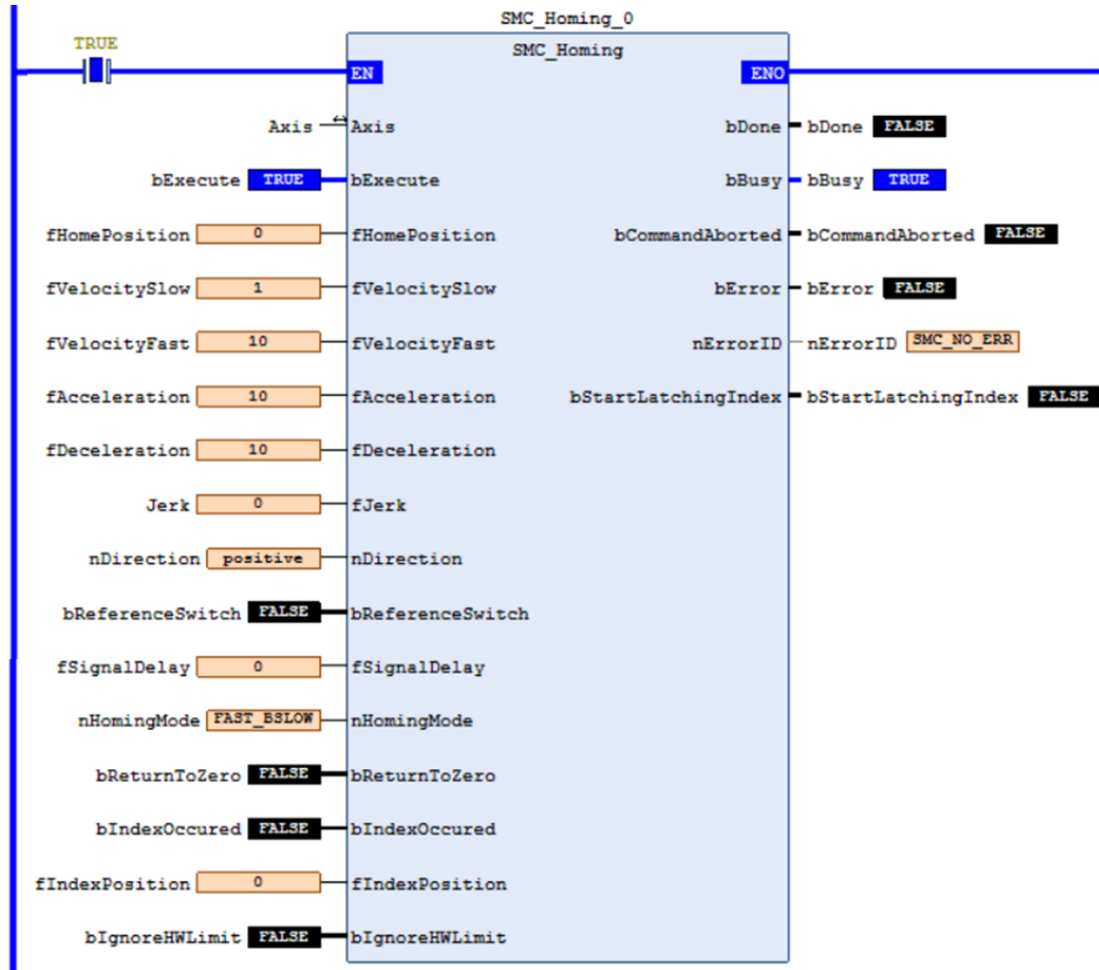 SMC_Homing_0
TRUE
SMC_Homing
EN ENO
Axis Axis bDone bDone FALSE
bExecute TRUE bExecute bBusy bBusy TRUE
fHomePosition 0 fHomePosition bCommandAborted bCommandAborted FALSE
fVelocitySlow 1 fVelocitySlow bError bError FALSE
fVelocityFast 10 fVelocityFast nErrorID nErrorID SMC_NO_ERR
fAcceleration 10 fAcceleration bStartLatchingIndex bStartLatchingIndex FALSE
fDeceleration 10 fDeceleration
Jerk 0 fJerk
nDirection positive nDirection
bReferenceSwitch FALSE bReferenceSwitch
fSignalDelay 0 fSignalDelay
nHomingMode FAST_BSLOW nHomingMode
bReturnToZero FALSE bReturnToZero
bIndexOccured FALSE bIndexOccured
fIndexPosition 0 fIndexPosition
bIgnoreHWLimit FALSE bIgnoreHWLimit